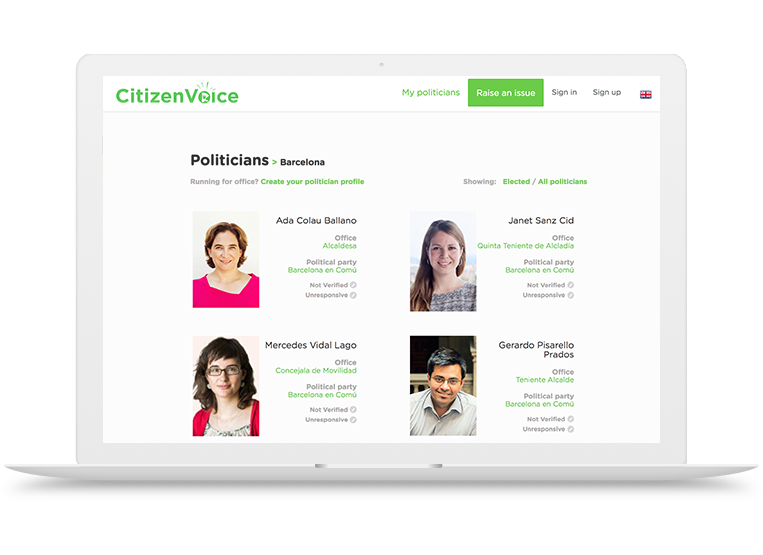 CitizenVoice
My politicians
Raise an issue
Sign in
Sign up
Politicians > Barcelona
Running for office? Create your politician profile
Showing: Elected / All politicians
Ada Colau Ballano
Office
Alcaldesa
Political party
Barcelona en Comú
Not Verified
Unresponsive
Janet Sanz Cid
Office
Quinta Teniente de Alcladía
Political party
Barcelona en Comú
Not Verified
Unresponsive
Mercedes Vidal Lago
Office
Concejala de Movilidad
Political party
Barcelona en Comú
Not Verified
Unresponsive
Gerardo Pisarello
Prados
Office
Teniente Alcalde
Political party
Barcelona en Comú
Not Verified
Unresponsive